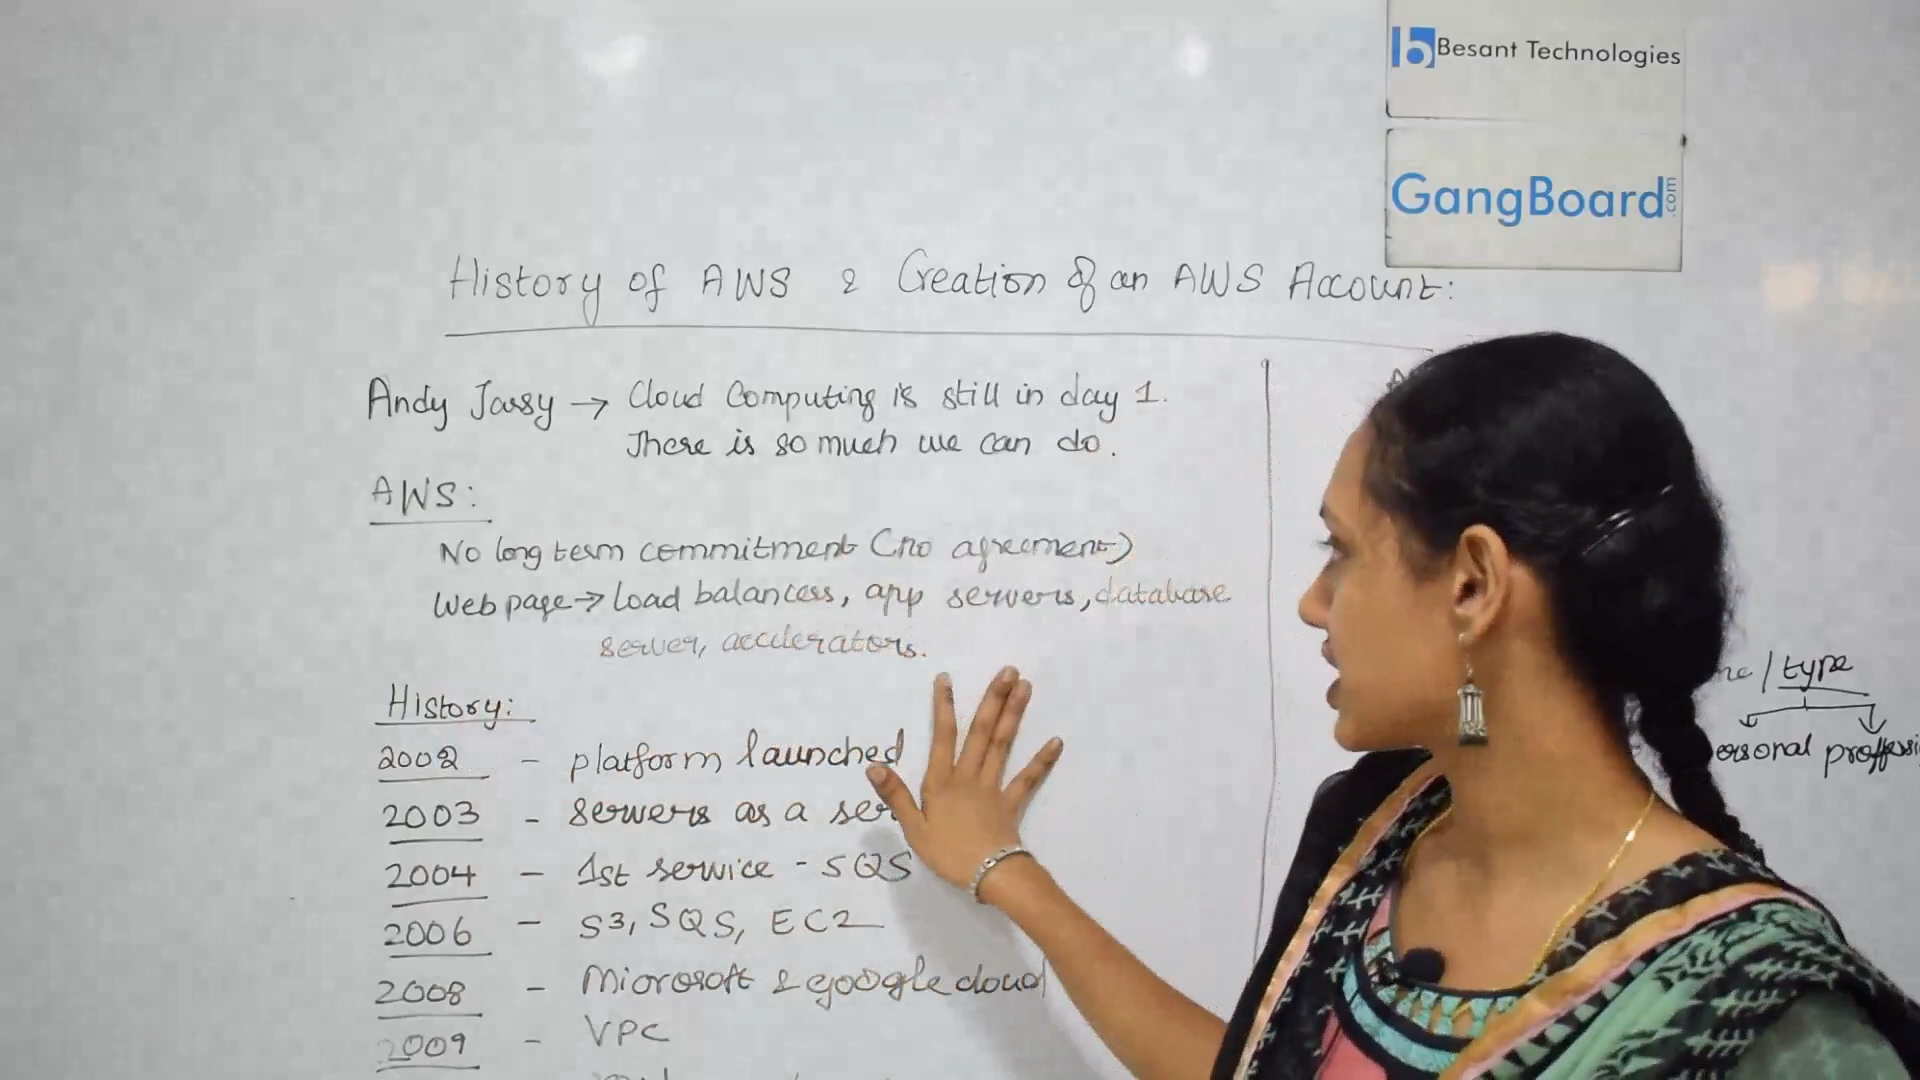 Besant Technologies
GangBoard.com
History of AWS & Creation of an AWS Account:
Andy Jassy → Cloud Computing is still in day 1.
There is so much we can do.
AWS:
No long term commitment (no agreement)
Web page → load balancers, app servers, database
server, accelerators.
History:
2002 - platform launched
2003 - servers as a ser
2004 - 1st service - SQS
2006 - S3, SQS, EC2
2008 - Microsoft & google cloud
2009 - VPC
/ type
ersonal proffessi